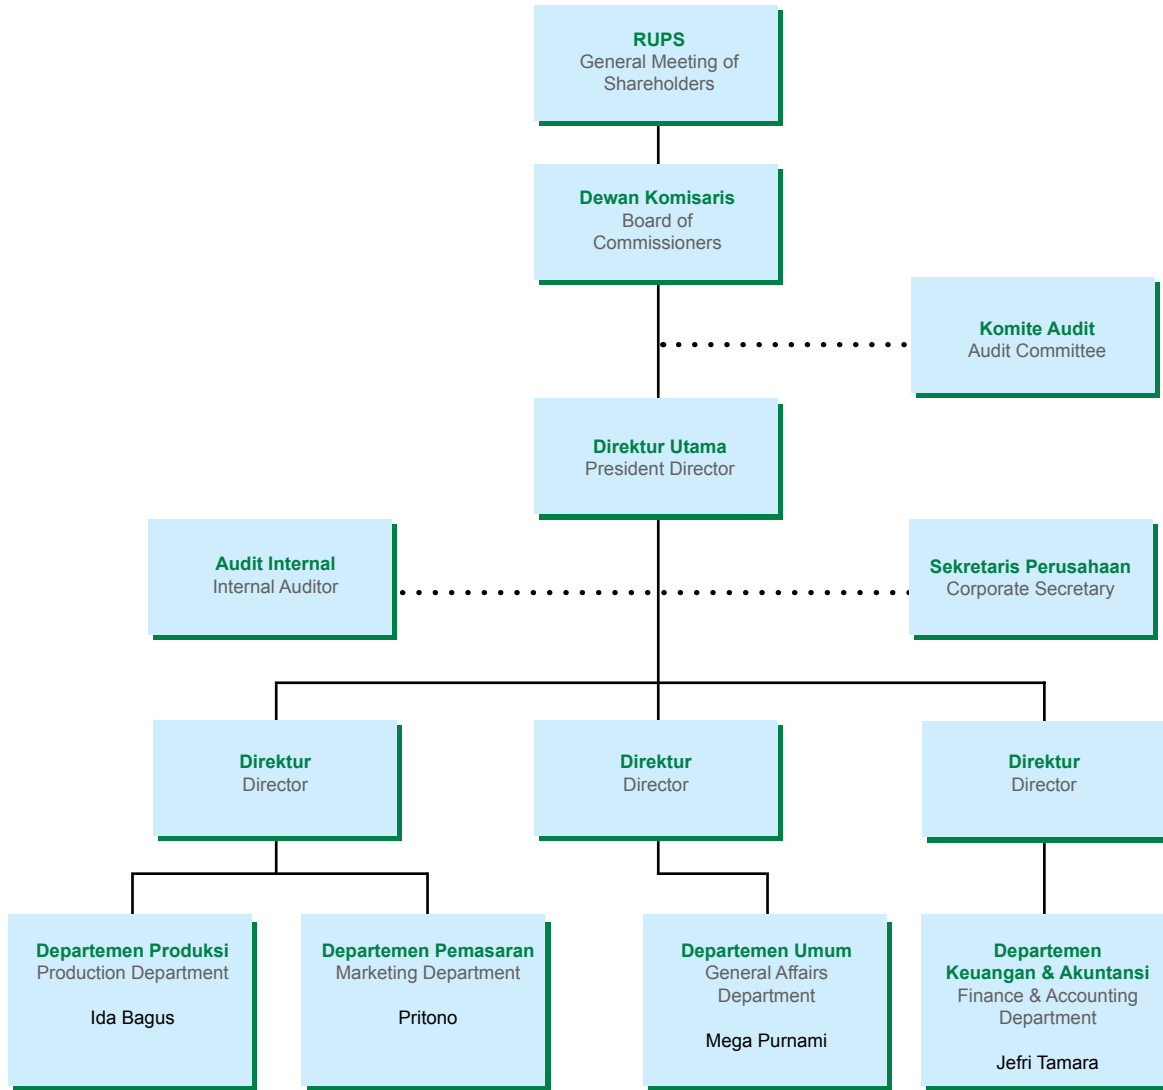 RUPS
General Meeting of
Shareholders
Dewan Komisaris
Board of
Commissioners
Komite Audit
Audit Committee
Direktur Utama
President Director
Audit Internal
Internal Auditor
Sekretaris Perusahaan
Corporate Secretary
Direktur
Director
Direktur
Director
Direktur
Director
Departemen Produksi
Production Department
Ida Bagus
Departemen Pemasaran
Marketing Department
Pritono
Departemen Umum
General Affairs
Department
Mega Purnami
Departemen
Keuangan & Akuntansi
Finance & Accounting
Department
Jefri Tamara